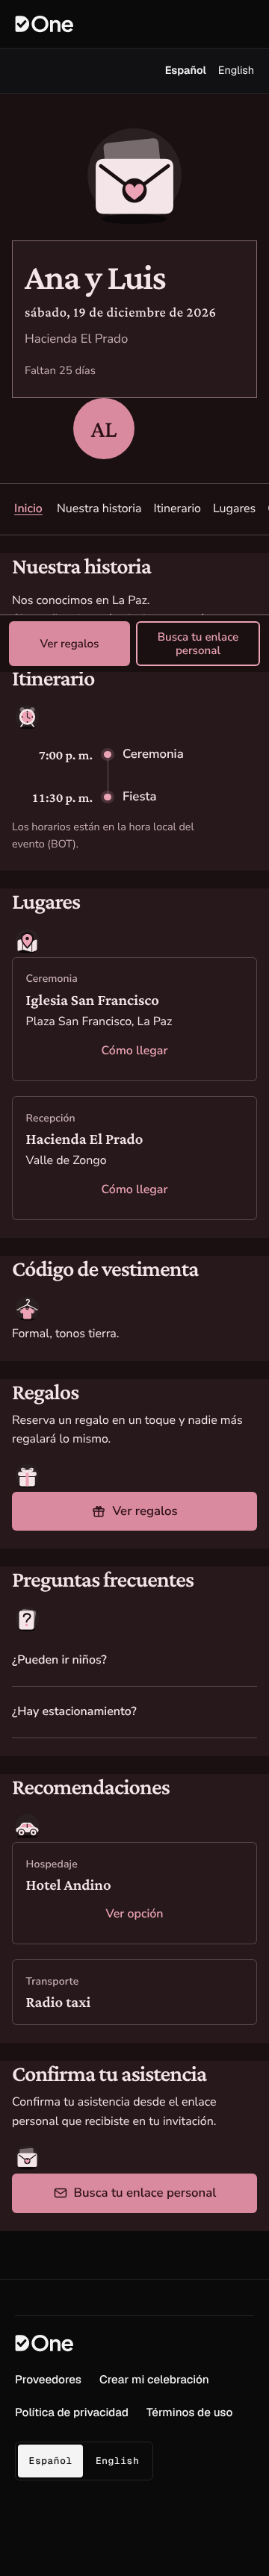 One
Español English
Ana y Luis
sábado, 19 de diciembre de 2026
Hacienda El Prado
Faltan 25 días
AL
Inicio Nuestra historia Itinerario Lugares
Nuestra historia
Nos conocimos en La Paz.
Ver regalos
Busca tu enlace
personal
Itinerario
7:00 p. m. Ceremonia
11:30 p. m. Fiesta
Los horarios están en la hora local del
evento (BOT).
Lugares
Ceremonia
Iglesia San Francisco
Plaza San Francisco, La Paz
Cómo llegar
Recepción
Hacienda El Prado
Valle de Zongo
Cómo llegar
Código de vestimenta
Formal, tonos tierra.
Regalos
Reserva un regalo en un toque y nadie más
regalará lo mismo.
Ver regalos
Preguntas frecuentes
¿Pueden ir niños?
¿Hay estacionamiento?
Recomendaciones
Hospedaje
Hotel Andino
Ver opción
Transporte
Radio taxi
Confirma tu asistencia
Confirma tu asistencia desde el enlace
personal que recibiste en tu invitación.
Busca tu enlace personal
One
Proveedores Crear mi celebración
Política de privacidad Términos de uso
Español English